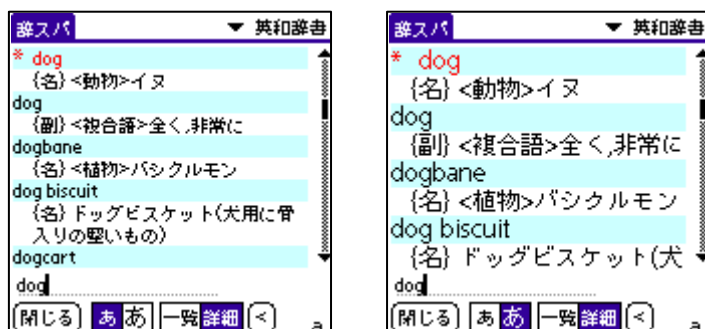 辞スパ ▼ 英和辞書
* dog
{名} <動物>イヌ
dog
{副} <複合語>全く,非常に
dogbane
{名} <植物>バシクルモン
dog biscuit
{名} ドッグビスケット(犬用に骨
入りの堅いもの)
dogcart
dog
閉じる ああ 一覧 詳細 < a
辞スパ ▼ 英和辞書
* dog
{名} <動物>イヌ
dog
{副} <複合語>全く,非常に
dogbane
{名} <植物>バシクルモン
dog biscuit
{名} ドッグビスケット(犬
dog
閉じる ああ 一覧 詳細 < a